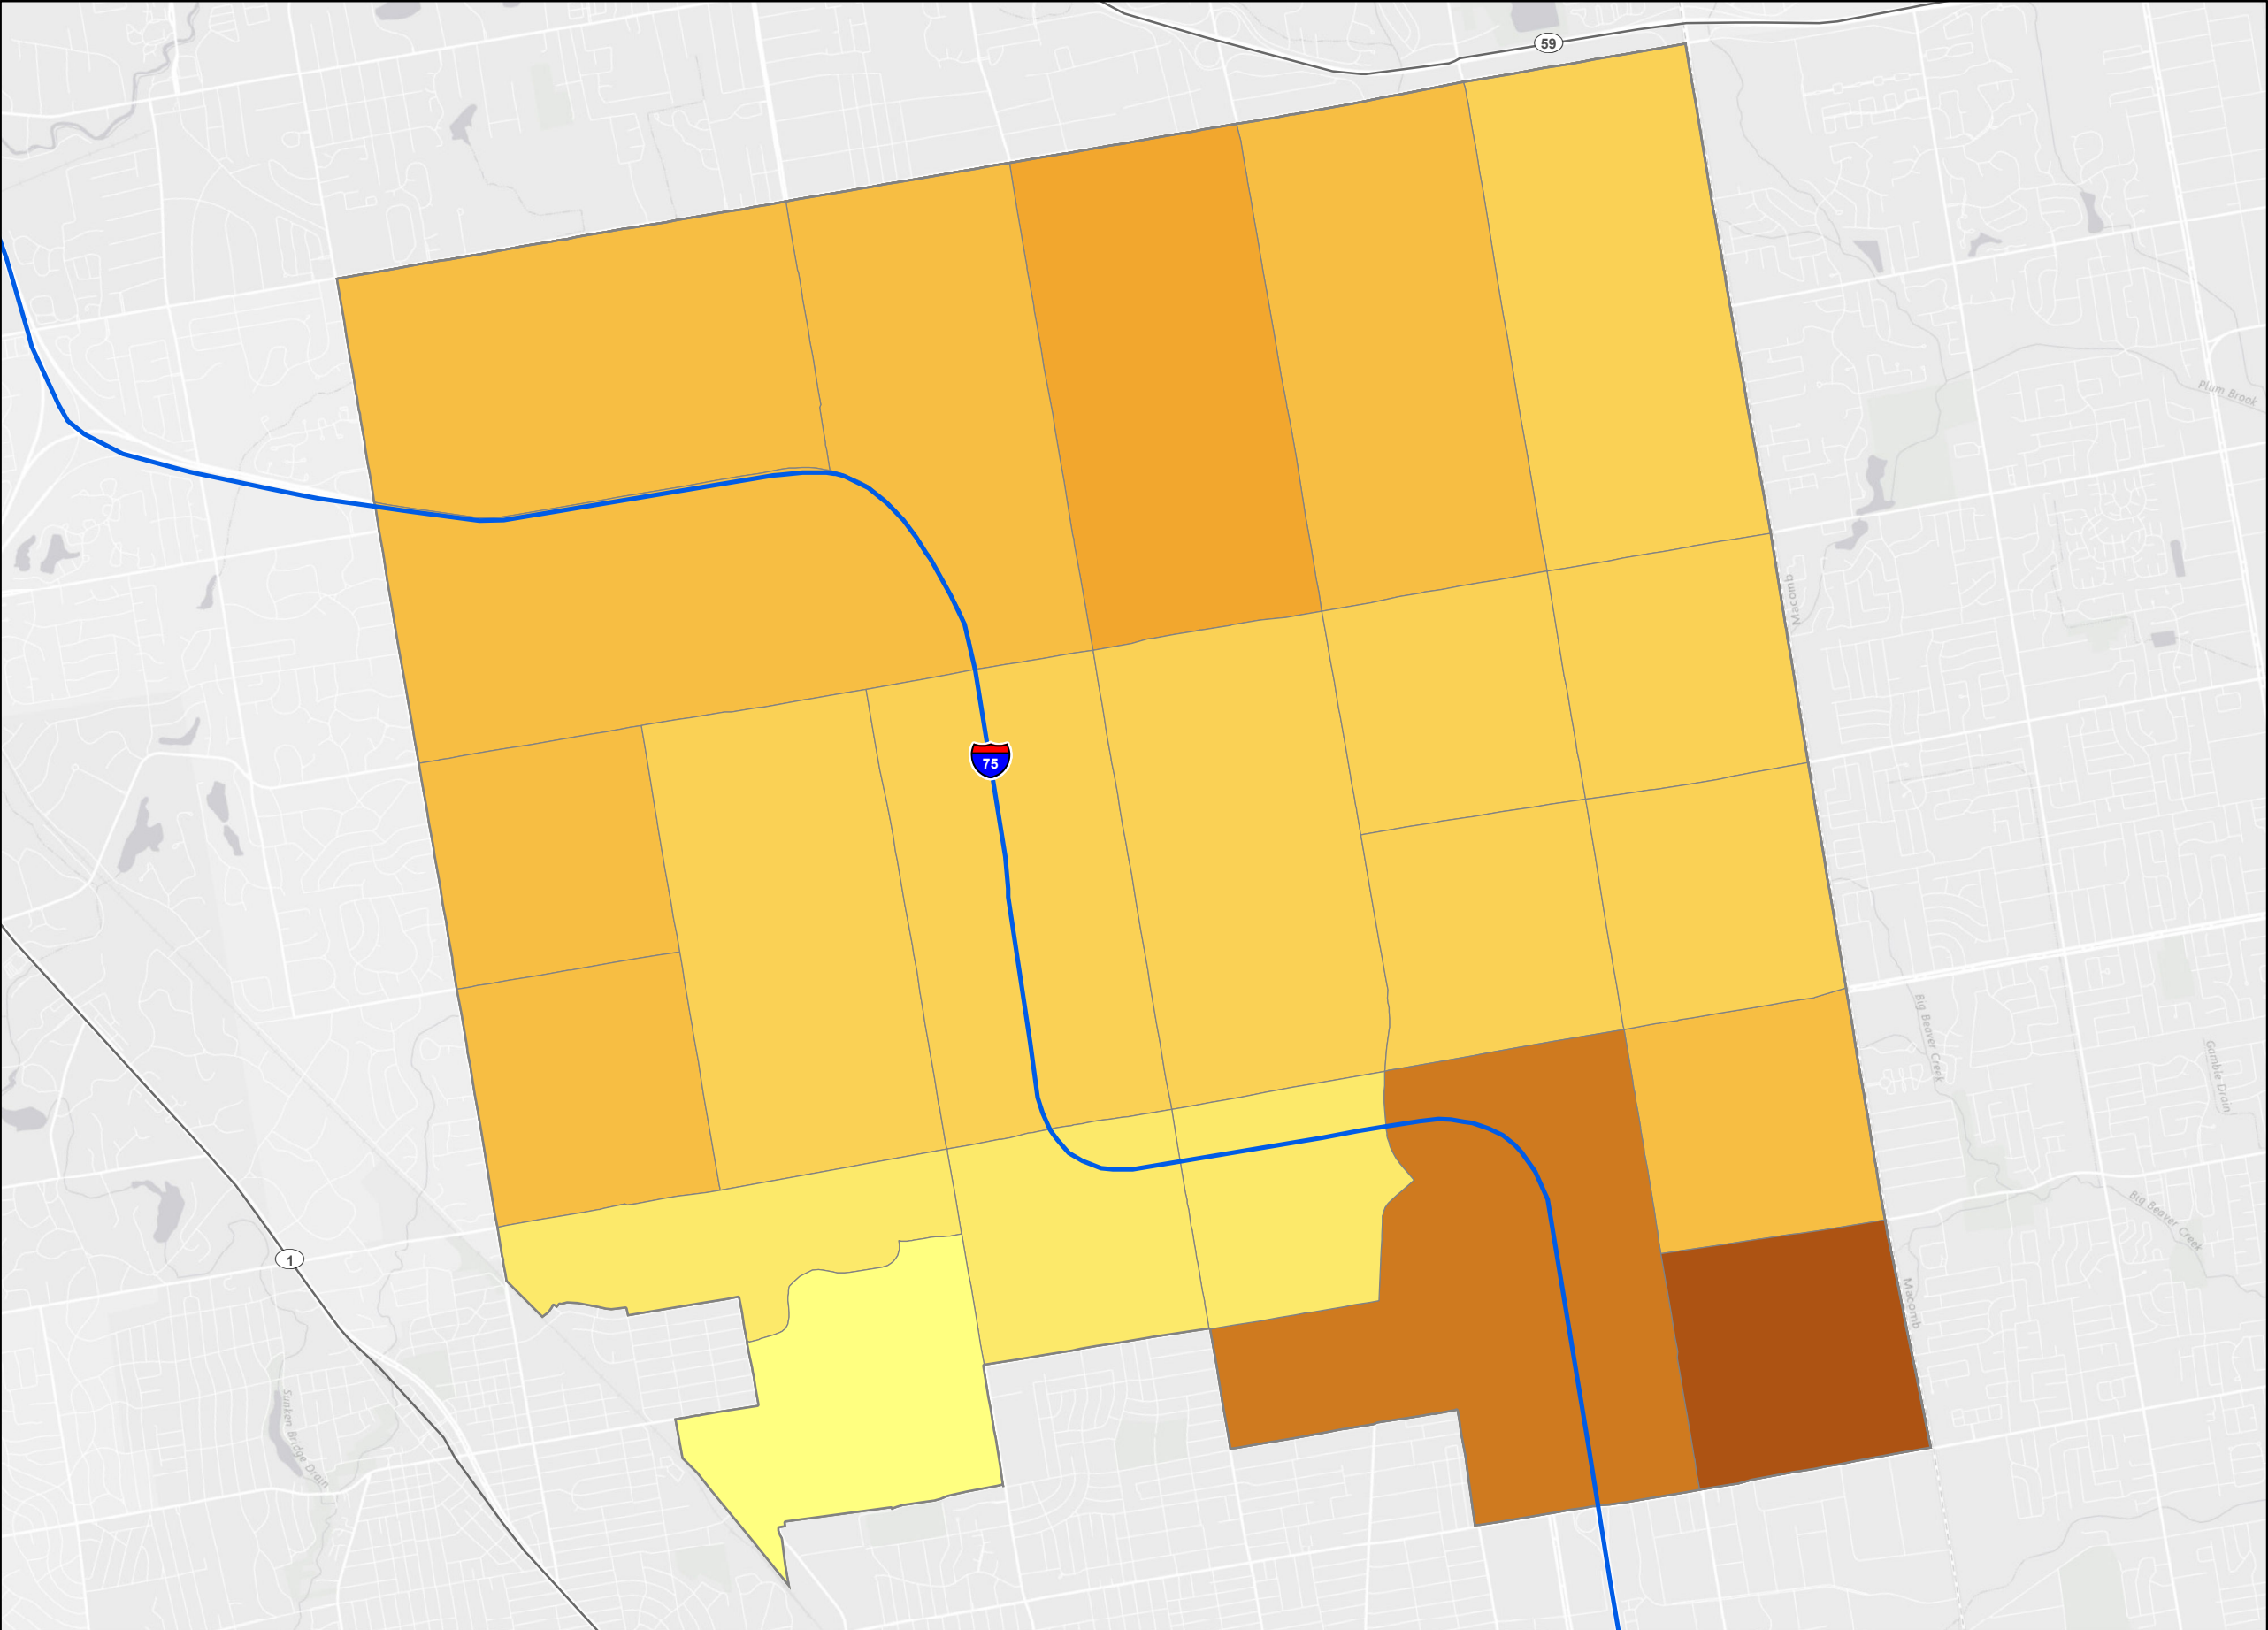 59
Plum Brook
Macomb
75
Big Beaver Creek
Gamble Drain
Big Beaver Creek
1
Macomb
Sunken Bridge Drain